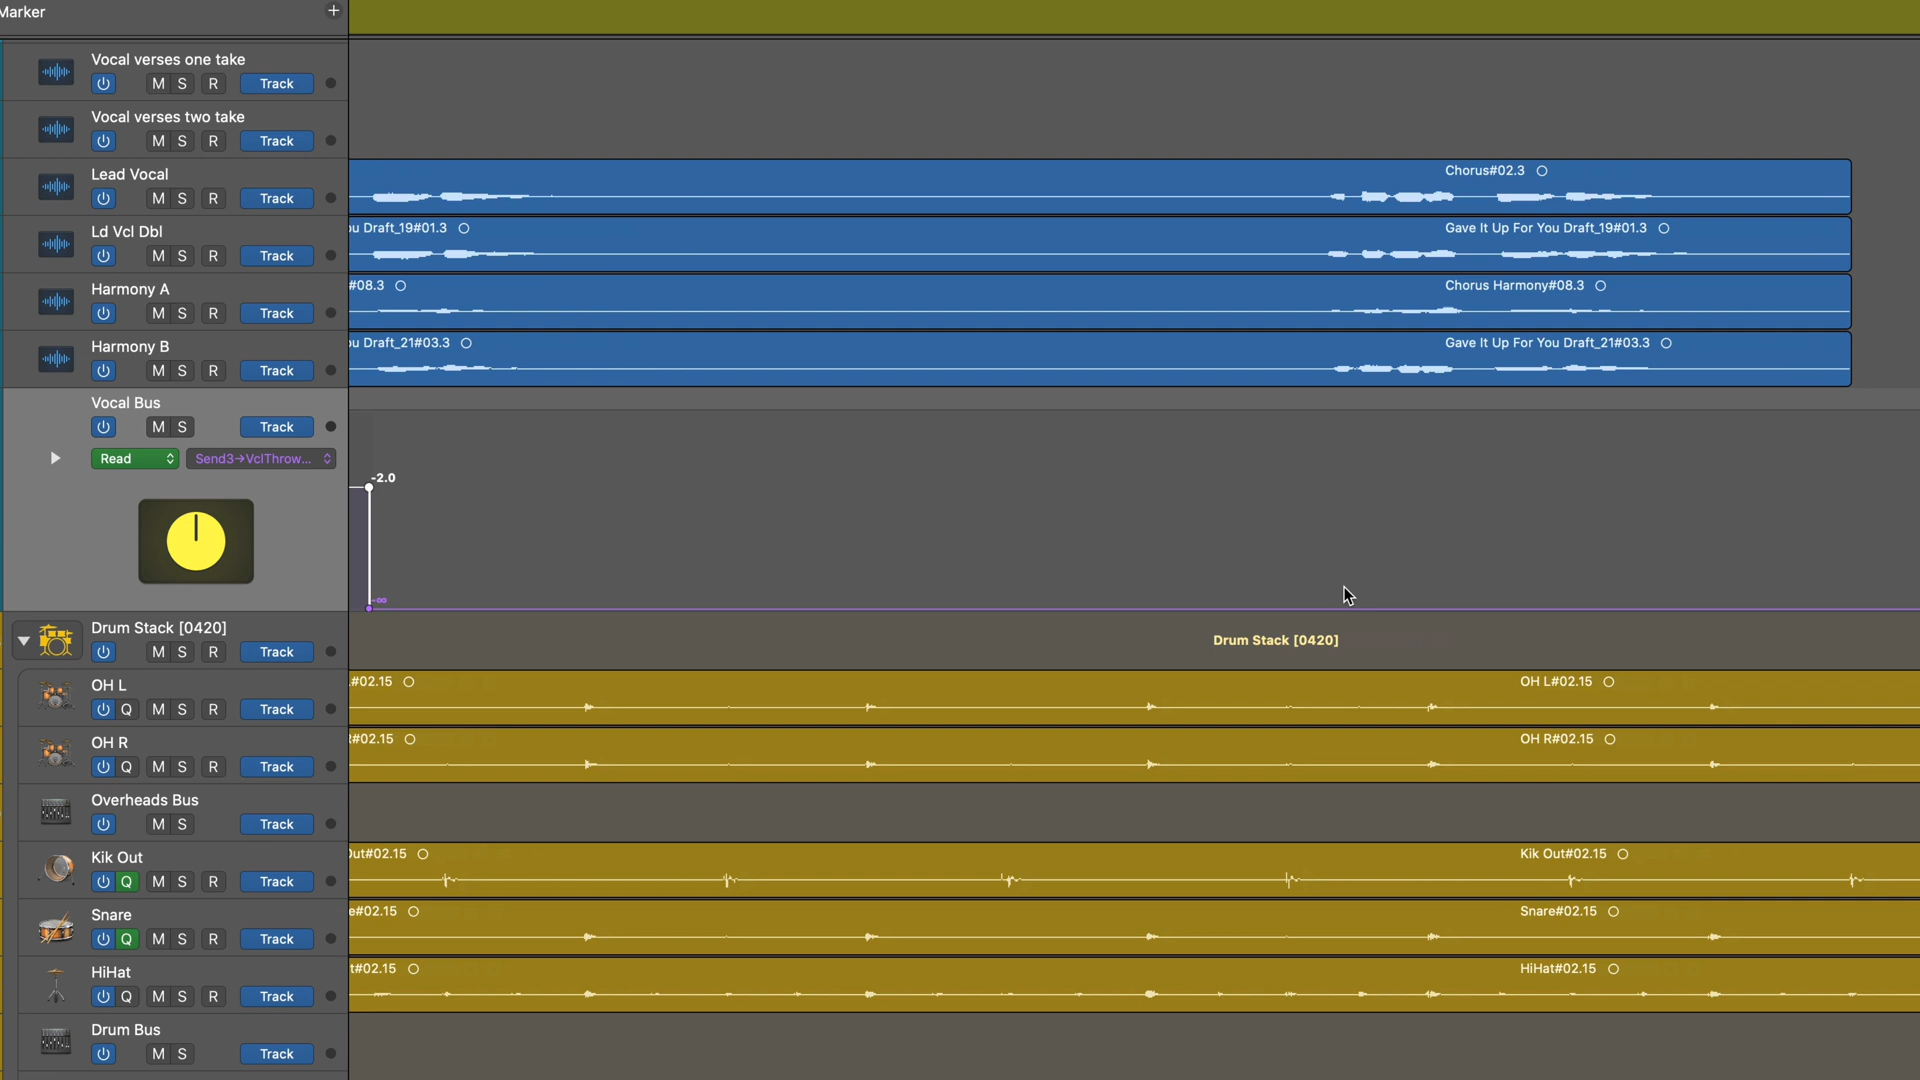 Marker +
Vocal verses one take
M S R Track
Vocal verses two take
M S R Track
Lead Vocal
M S R Track
Chorus#02.3
Ld Vcl Dbl
M S R Track
ou Draft_19#01.3
Gave It Up For You Draft_19#01.3
Harmony A
M S R Track
#08.3
Chorus Harmony#08.3
Harmony B
M S R Track
ou Draft_21#03.3
Gave It Up For You Draft_21#03.3
Vocal Bus
M S Track
Read Send3→VclThrow...
-2.0
-∞
Drum Stack [0420]
M S R Track
Drum Stack [0420]
OH L
Q M S R Track
#02.15
OH L#02.15
OH R
Q M S R Track
#02.15
OH R#02.15
Overheads Bus
M S Track
Kik Out
Q M S R Track
Out#02.15
Kik Out#02.15
Snare
Q M S R Track
e#02.15
Snare#02.15
HiHat
Q M S R Track
t#02.15
HiHat#02.15
Drum Bus
M S Track